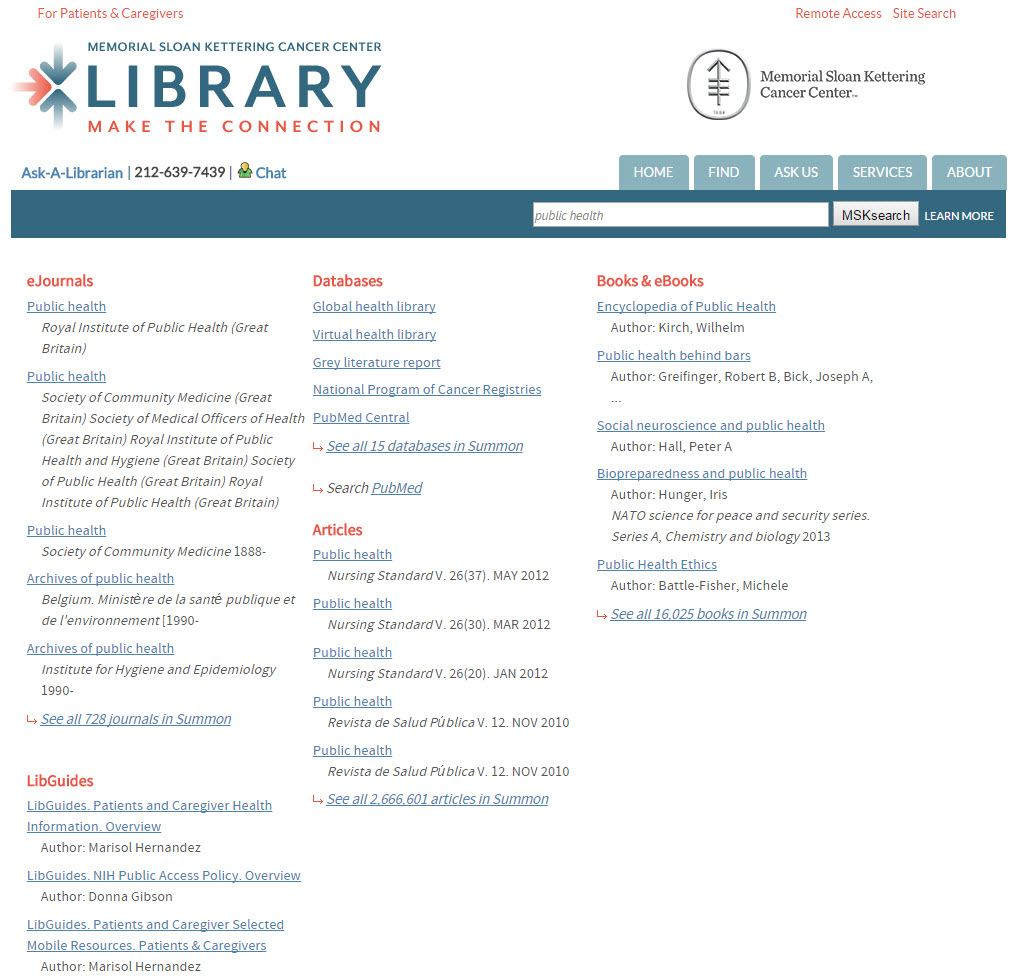 For Patients & Caregivers
Remote Access Site Search
MEMORIAL SLOAN KETTERING CANCER CENTER
LIBRARY
MAKE THE CONNECTION
Memorial Sloan Kettering
Cancer Center™
1884
Ask-A-Librarian | 212-639-7439 | Chat
HOME FIND ASK US SERVICES ABOUT
public health MSKsearch LEARN MORE
eJournals
Public health
Royal Institute of Public Health (Great
Britain)
Public health
Society of Community Medicine (Great
Britain) Society of Medical Officers of Health
(Great Britain) Royal Institute of Public
Health and Hygiene (Great Britain) Society
of Public Health (Great Britain) Royal
Institute of Public Health (Great Britain)
Public health
Society of Community Medicine 1888-
Archives of public health
Belgium. Ministère de la santé publique et
de l'environnement [1990-
Archives of public health
Institute for Hygiene and Epidemiology
1990-
See all 728 journals in Summon
LibGuides
LibGuides. Patients and Caregiver Health
Information. Overview
Author: Marisol Hernandez
LibGuides. NIH Public Access Policy. Overview
Author: Donna Gibson
LibGuides. Patients and Caregiver Selected
Mobile Resources. Patients & Caregivers
Author: Marisol Hernandez
Databases
Global health library
Virtual health library
Grey literature report
National Program of Cancer Registries
PubMed Central
See all 15 databases in Summon
Search PubMed
Articles
Public health
Nursing Standard V. 26(37). MAY 2012
Public health
Nursing Standard V. 26(30). MAR 2012
Public health
Nursing Standard V. 26(20). JAN 2012
Public health
Revista de Salud Pública V. 12. NOV 2010
Public health
Revista de Salud Pública V. 12. NOV 2010
See all 2,666,601 articles in Summon
Books & eBooks
Encyclopedia of Public Health
Author: Kirch, Wilhelm
Public health behind bars
Author: Greifinger, Robert B, Bick, Joseph A,
...
Social neuroscience and public health
Author: Hall, Peter A
Biopreparedness and public health
Author: Hunger, Iris
NATO science for peace and security series.
Series A, Chemistry and biology 2013
Public Health Ethics
Author: Battle-Fisher, Michele
See all 16,025 books in Summon